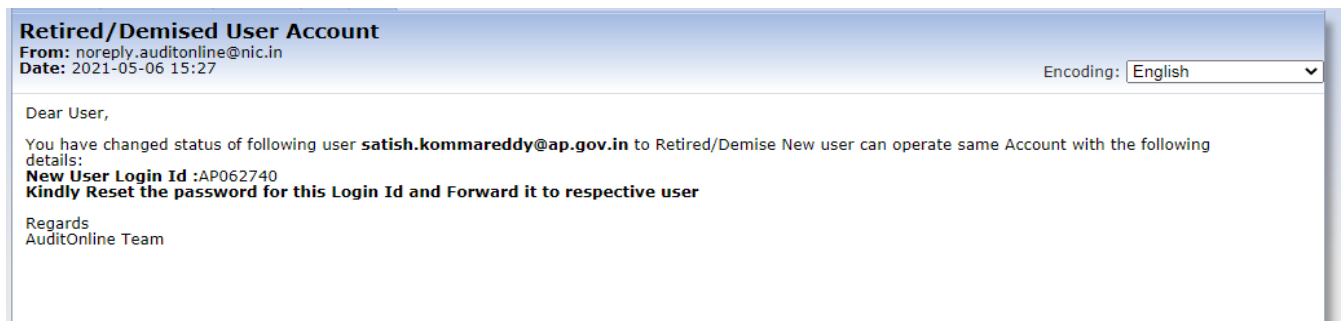 Retired/Demised User Account
From: noreply.auditonline@nic.in
Date: 2021-05-06 15:27
Encoding: English
Dear User,
You have changed status of following user satish.kommareddy@ap.gov.in to Retired/Demise New user can operate same Account with the following
details:
New User Login Id :AP062740
Kindly Reset the password for this Login Id and Forward it to respective user
Regards
AuditOnline Team